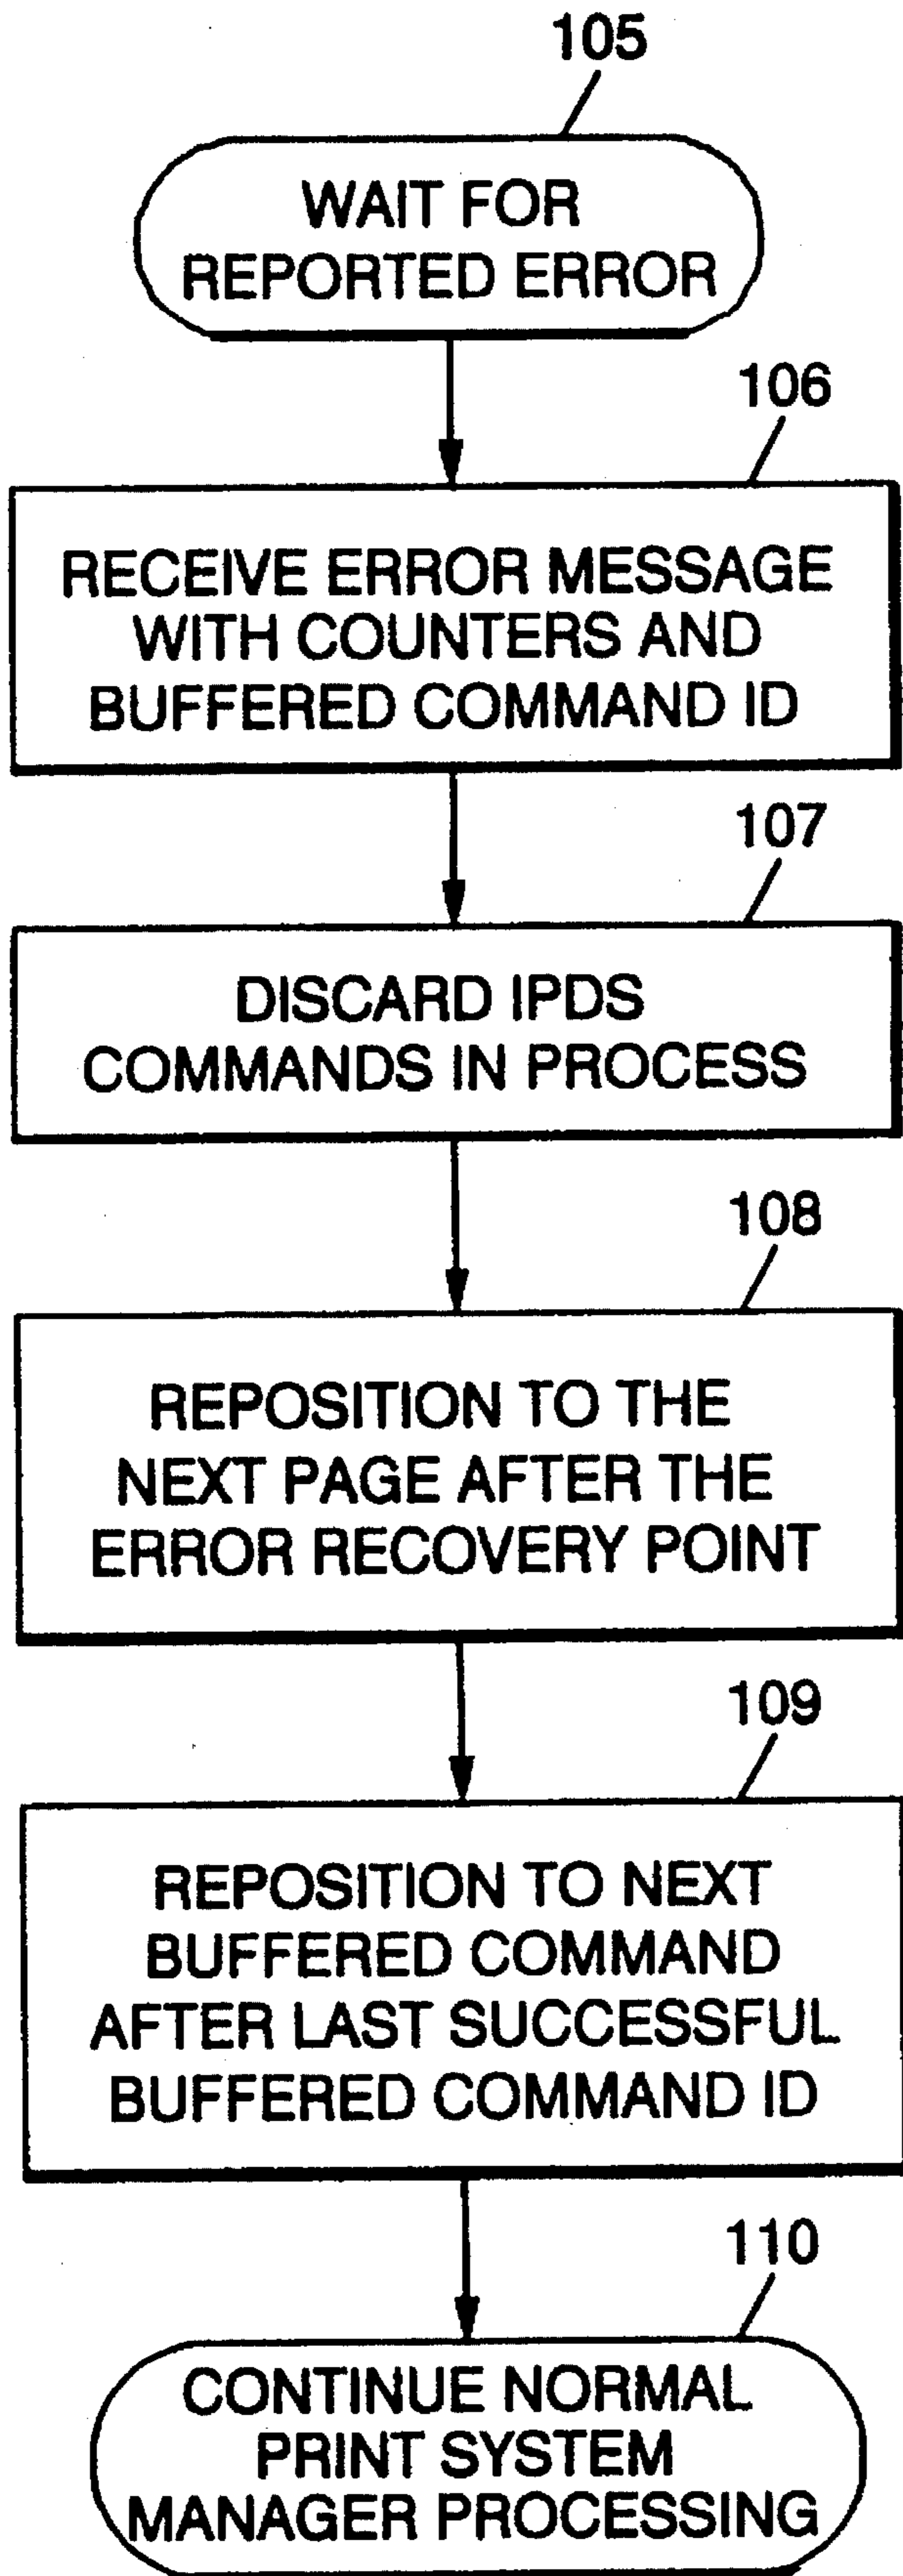 105
WAIT FOR
REPORTED ERROR
106
RECEIVE ERROR MESSAGE
WITH COUNTERS AND
BUFFERED COMMAND ID
107
DISCARD IPDS
COMMANDS IN PROCESS
108
REPOSITION TO THE
NEXT PAGE AFTER THE
ERROR RECOVERY POINT
109
REPOSITION TO NEXT
BUFFERED COMMAND
AFTER LAST SUCCESSFUL
BUFFERED COMMAND ID
110
CONTINUE NORMAL
PRINT SYSTEM
MANAGER PROCESSING